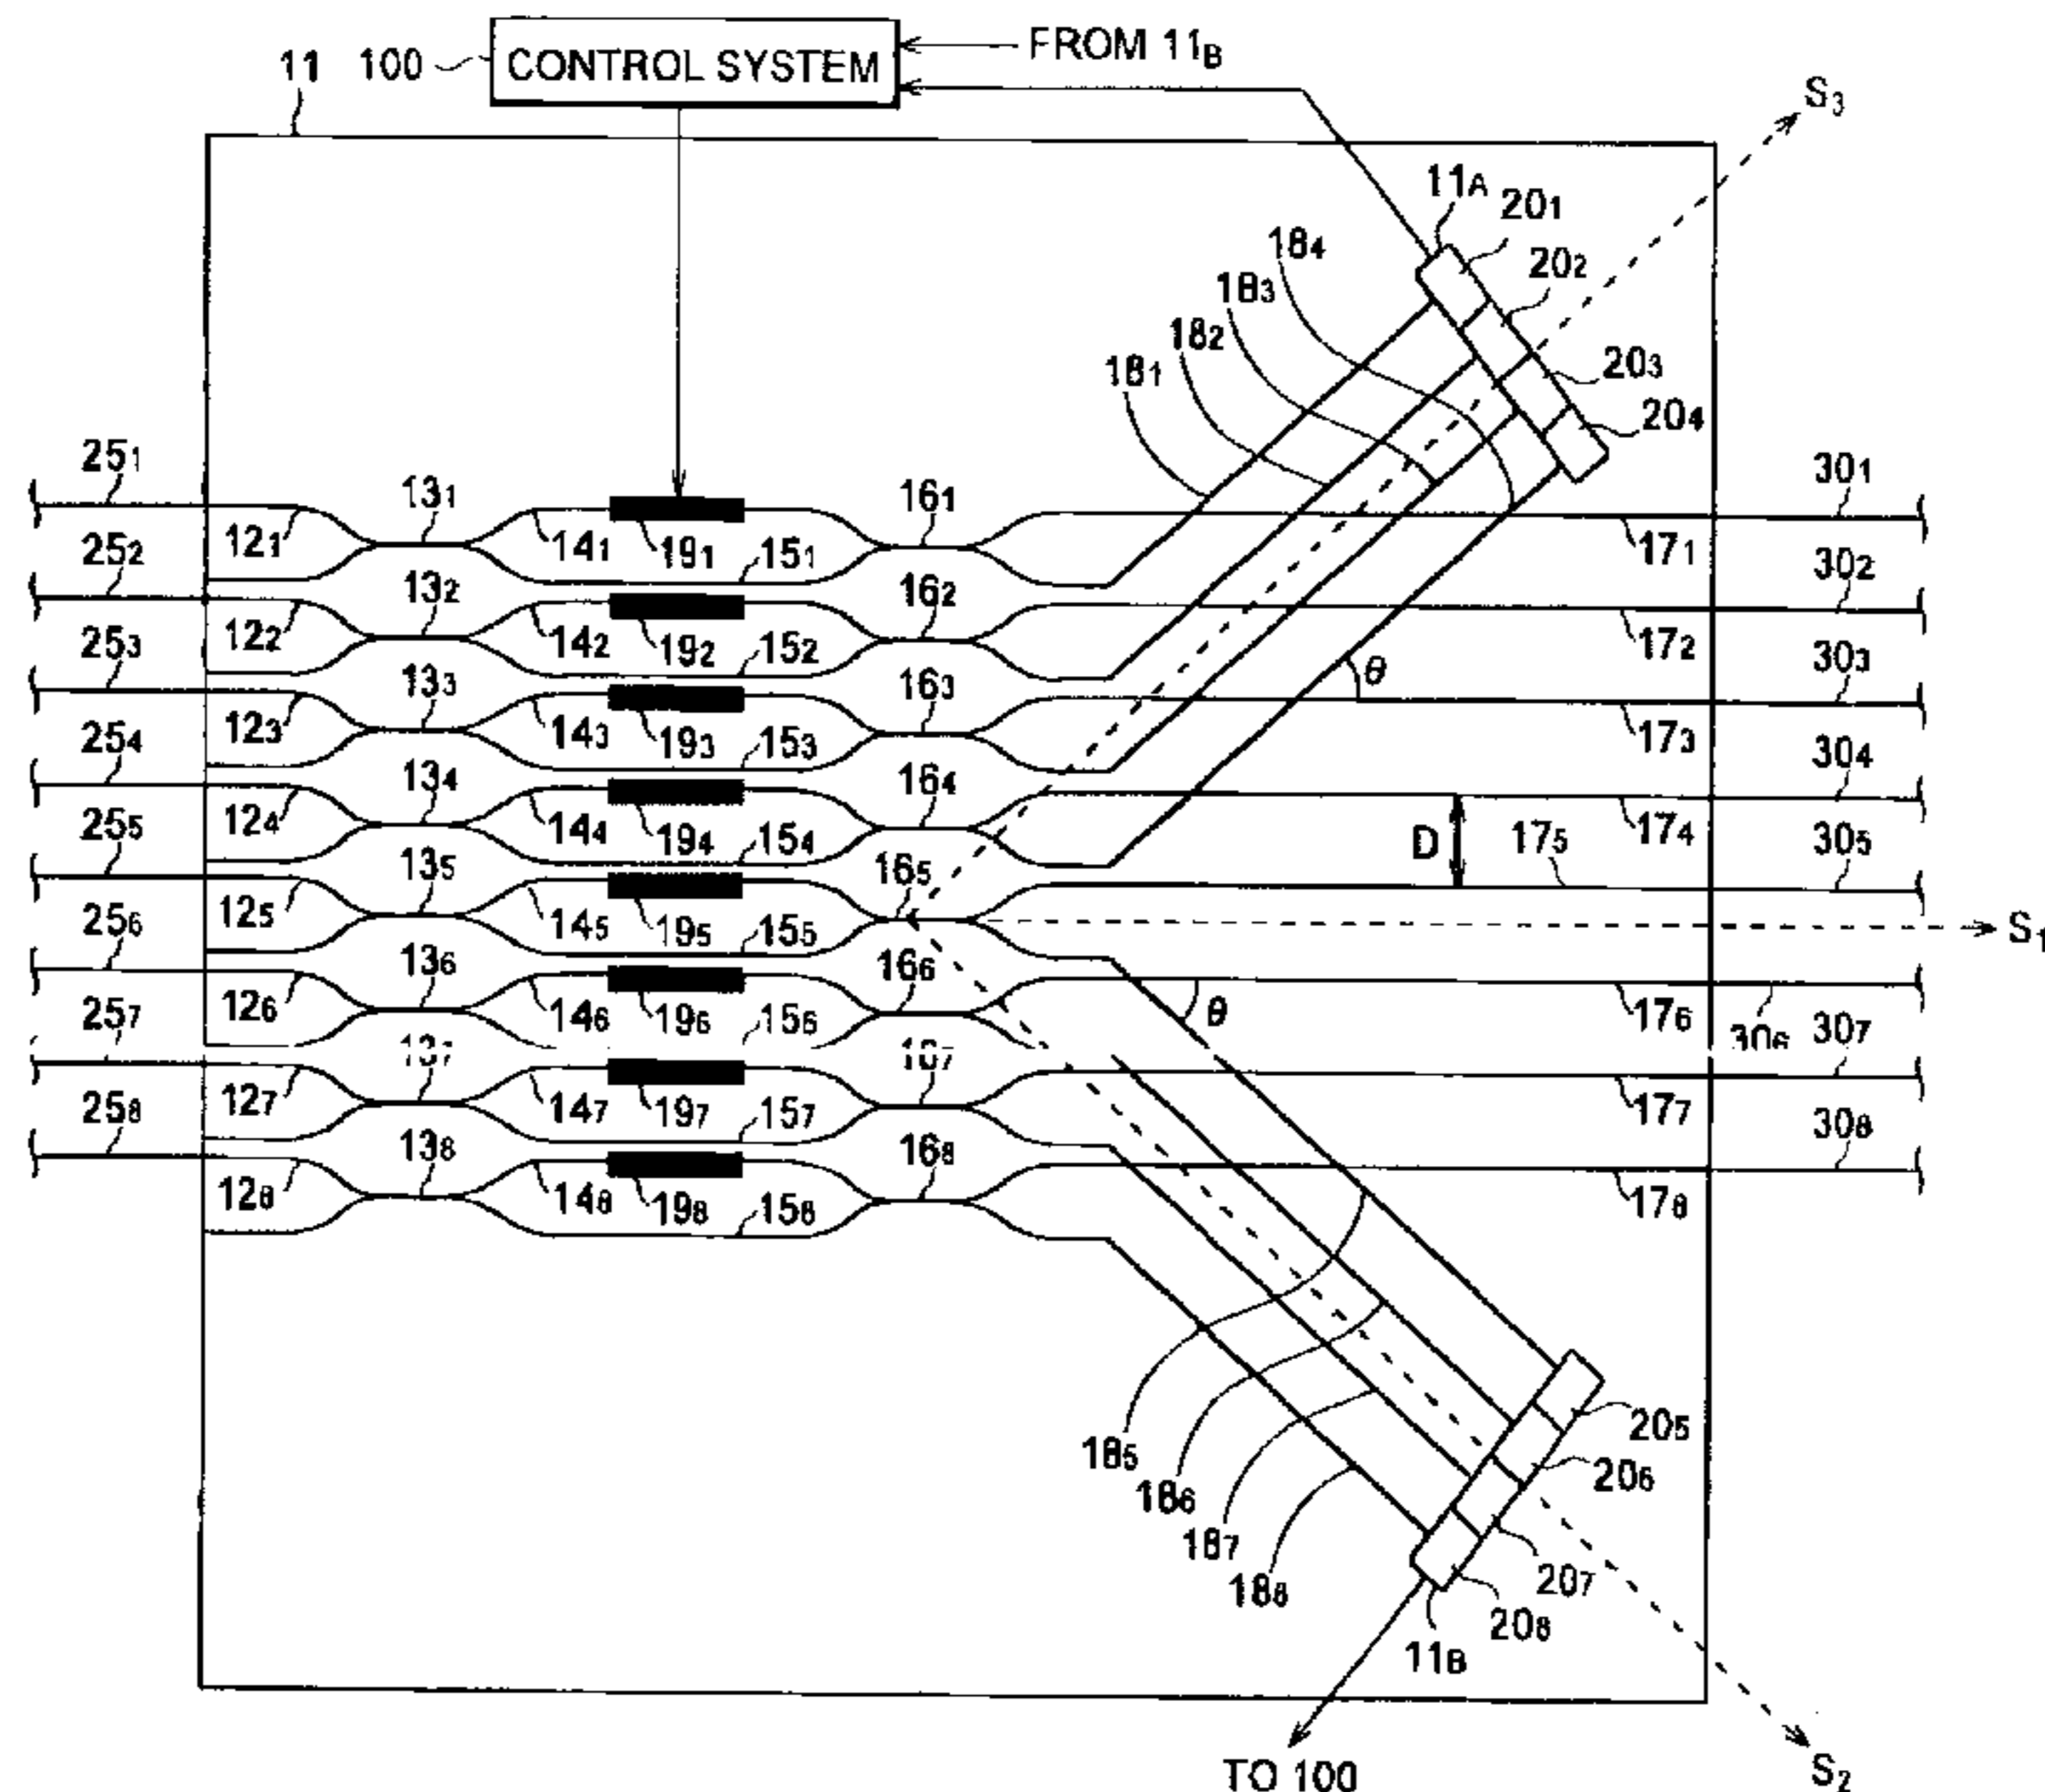 FROM 11B
11 100 CONTROL SYSTEM
S3
11A 201
184 202
183
182
181 203
204
251 131 161 301
121 141 191 151 171
252 132 162 302
122 142 192 152 172
253 133 163 θ 303
123 143 193 153 173
254 134 164 304
124 144 194 154 174
255 135 165 D 175 305
125 145 195 155
S1
256 136 166
126 146 196 156 θ 176 306
257 137 167 307
127 147 197 157 177
258 138 168 308
128 148 198 158 178
185 205
186 206
187 207
188 208
11B
TO 100 S2